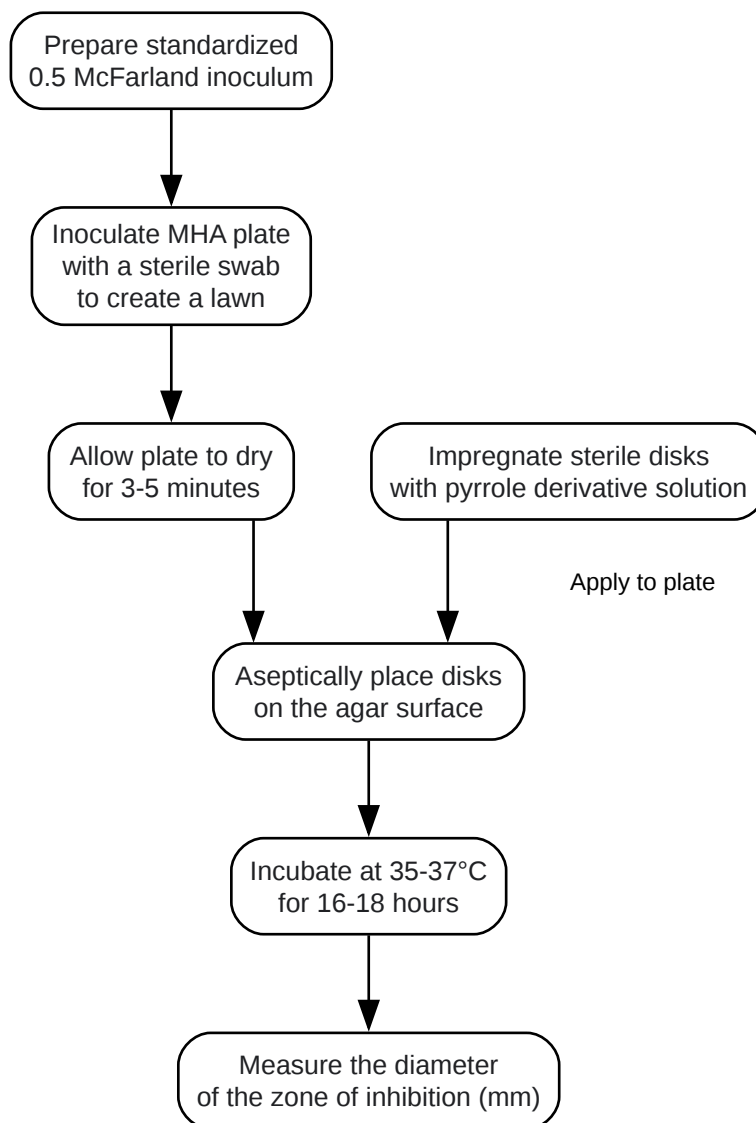 Prepare standardized
0.5 McFarland inoculum
Inoculate MHA plate
with a sterile swab
to create a lawn
Allow plate to dry
for 3-5 minutes
Impregnate sterile disks
with pyrrole derivative solution
Apply to plate
Aseptically place disks
on the agar surface
Incubate at 35-37°C
for 16-18 hours
Measure the diameter
of the zone of inhibition (mm)